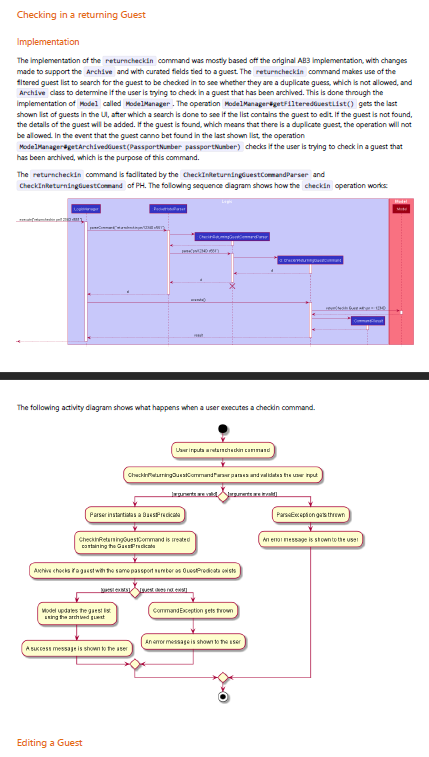 Checking in a returning Guest
Implementation
The implementation of the returncheckin command was mostly based off the original AB3 implementation, with changes
made to support the Archive and with curated fields tied to a guest. The returncheckin command makes use of the
filtered guest list to search for the guest to be checked in to see whether they are a duplicate guest, which is not allowed, and
Archive class to determine if the user is trying to check in a guest that has been archived. This is done through the
implementation of Model called ModelManager. The operation ModelManager#getFilteredGuestList() gets the last
shown list of guests in the UI, after which a search is done to see if the list contains the guest to edit. If the guest is not found,
the details of the guest will be added. If the guest is found, which means that there is a duplicate guest, the operation will not
be allowed. In the event that the guest canno bet found in the last shown list, the operation
ModelManager#getArchivedGuest(PassportNumber passportNumber) checks if the user is trying to check in a guest that
has been archived, which is the purpose of this command.
The returncheckin command is facilitated by the CheckInReturningGuestCommandParser and
CheckInReturningGuestCommand of PH. The following sequence diagram shows how the checkin operation works:
Logic
Model
:LogicManager
:CheckInReturningGuestCommandParser
:CheckInReturningGuestCommand
:Model
execute()
:CommandResult
result
The following activity diagram shows what happens when a user executes a checkin command.
User inputs a returncheckin command
CheckInReturningGuestCommandParser parses and validates the user input
[arguments are valid]
[arguments are invalid]
Parser instantiates a GuestPredicate
ParseException gets thrown
CheckInReturningGuestCommand is created
containing the GuestPredicate
An error message is shown to the user
Archive checks if a guest with the same passport number as GuestPredicate exists
[guest exists]
[guest does not exist]
Model updates the guest list
using the archived guest
CommandException gets thrown
A success message is shown to the user
An error message is shown to the user
Editing a Guest